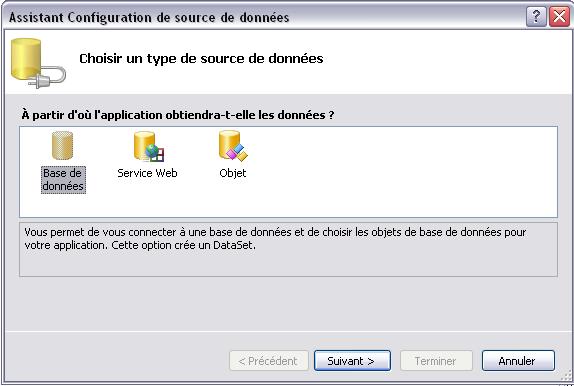 Assistant Configuration de source de données
?
Choisir un type de source de données
À partir d'où l'application obtiendra-t-elle les données ?
Base de données
Service Web
Objet
Vous permet de vous connecter à une base de données et de choisir les objets de base de données pour
votre application. Cette option crée un DataSet.
< Précédent
Suivant >
Terminer
Annuler